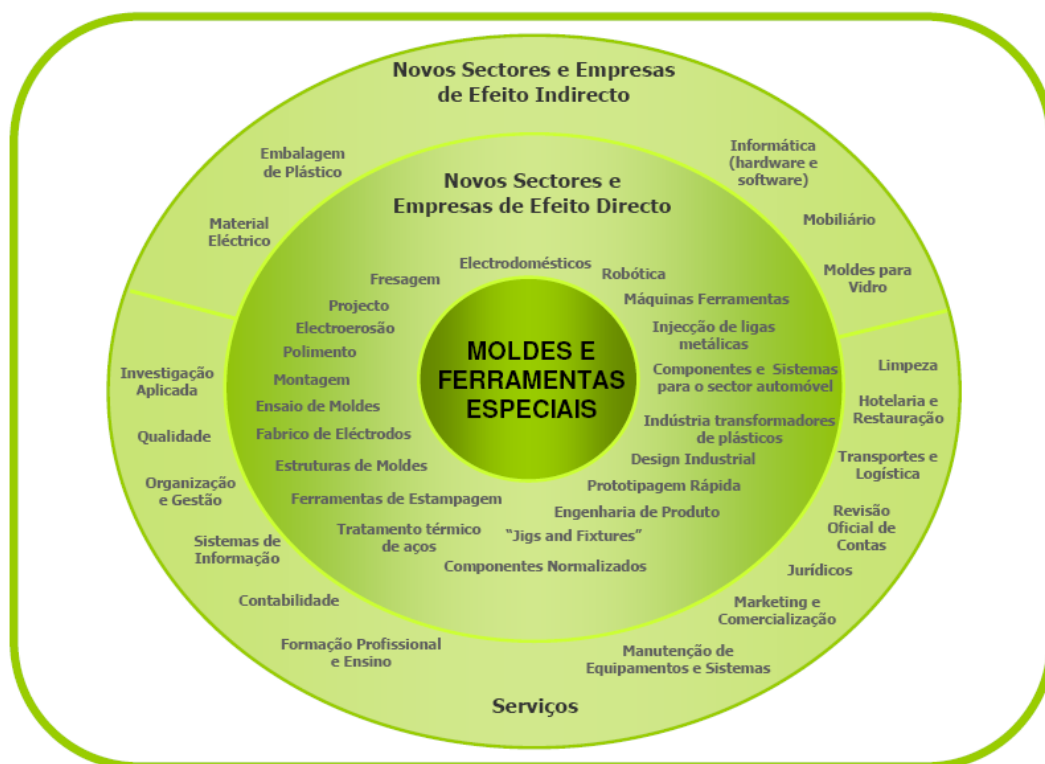 Novos Sectores e Empresas
de Efeito Indirecto
Embalagem
de Plástico
Material
Eléctrico
Informática
(hardware e
software)
Mobiliário
Moldes para
Vidro
Novos Sectores e
Empresas de Efeito Directo
Electrodomésticos
Robótica
Fresagem
Máquinas Ferramentas
Projecto
Electroerosão
Injecção de ligas
metálicas
Polimento
Montagem
Componentes e Sistemas
para o sector automóvel
Ensaio de Moldes
Fabrico de Eléctrodos
Indústria transformadores
de plásticos
Estruturas de Moldes
Design Industrial
Ferramentas de Estampagem
Prototipagem Rápida
Tratamento térmico
de aços
Engenharia de Produto
“Jigs and Fixtures”
Componentes Normalizados
MOLDES E
FERRAMENTAS
ESPECIAIS
Investigação
Aplicada
Qualidade
Organização
e Gestão
Sistemas de
Informação
Contabilidade
Formação Profissional
e Ensino
Limpeza
Hotelaria e
Restauração
Transportes e
Logística
Revisão
Oficial de
Contas
Jurídicos
Marketing e
Comercialização
Manutenção de
Equipamentos e Sistemas
Serviços